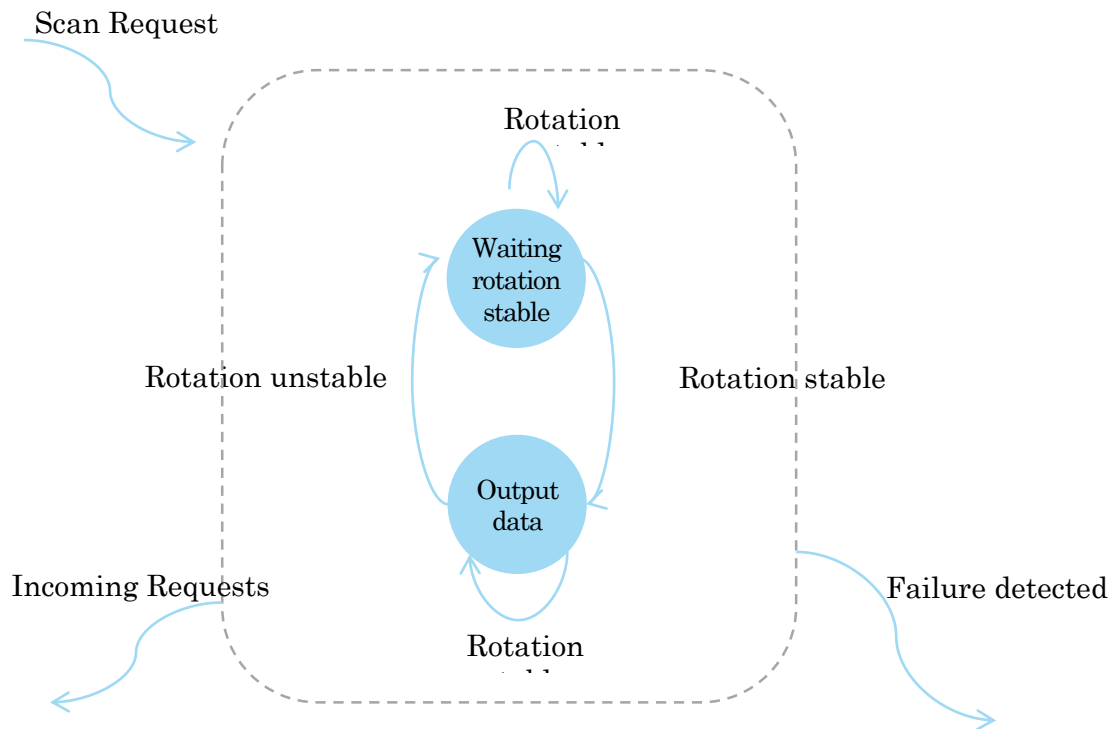 Scan Request
Rotation
Waiting
rotation
stable
Rotation unstable
Rotation stable
Output
data
Incoming Requests
Failure detected
Rotation